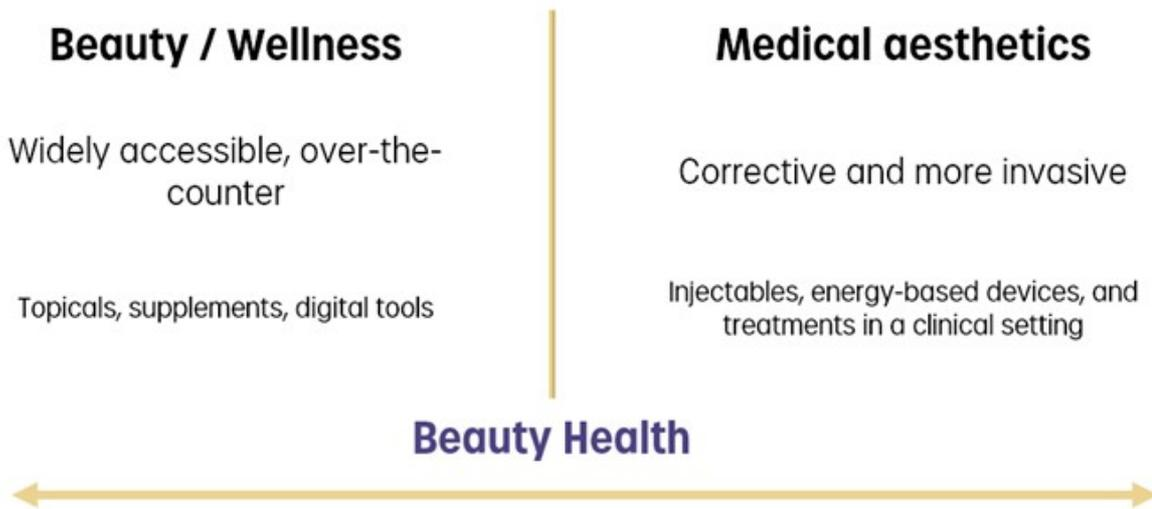 Beauty / Wellness
Widely accessible, over-the-
counter
Topicals, supplements, digital tools
Medical aesthetics
Corrective and more invasive
Injectables, energy-based devices, and
treatments in a clinical setting
Beauty Health